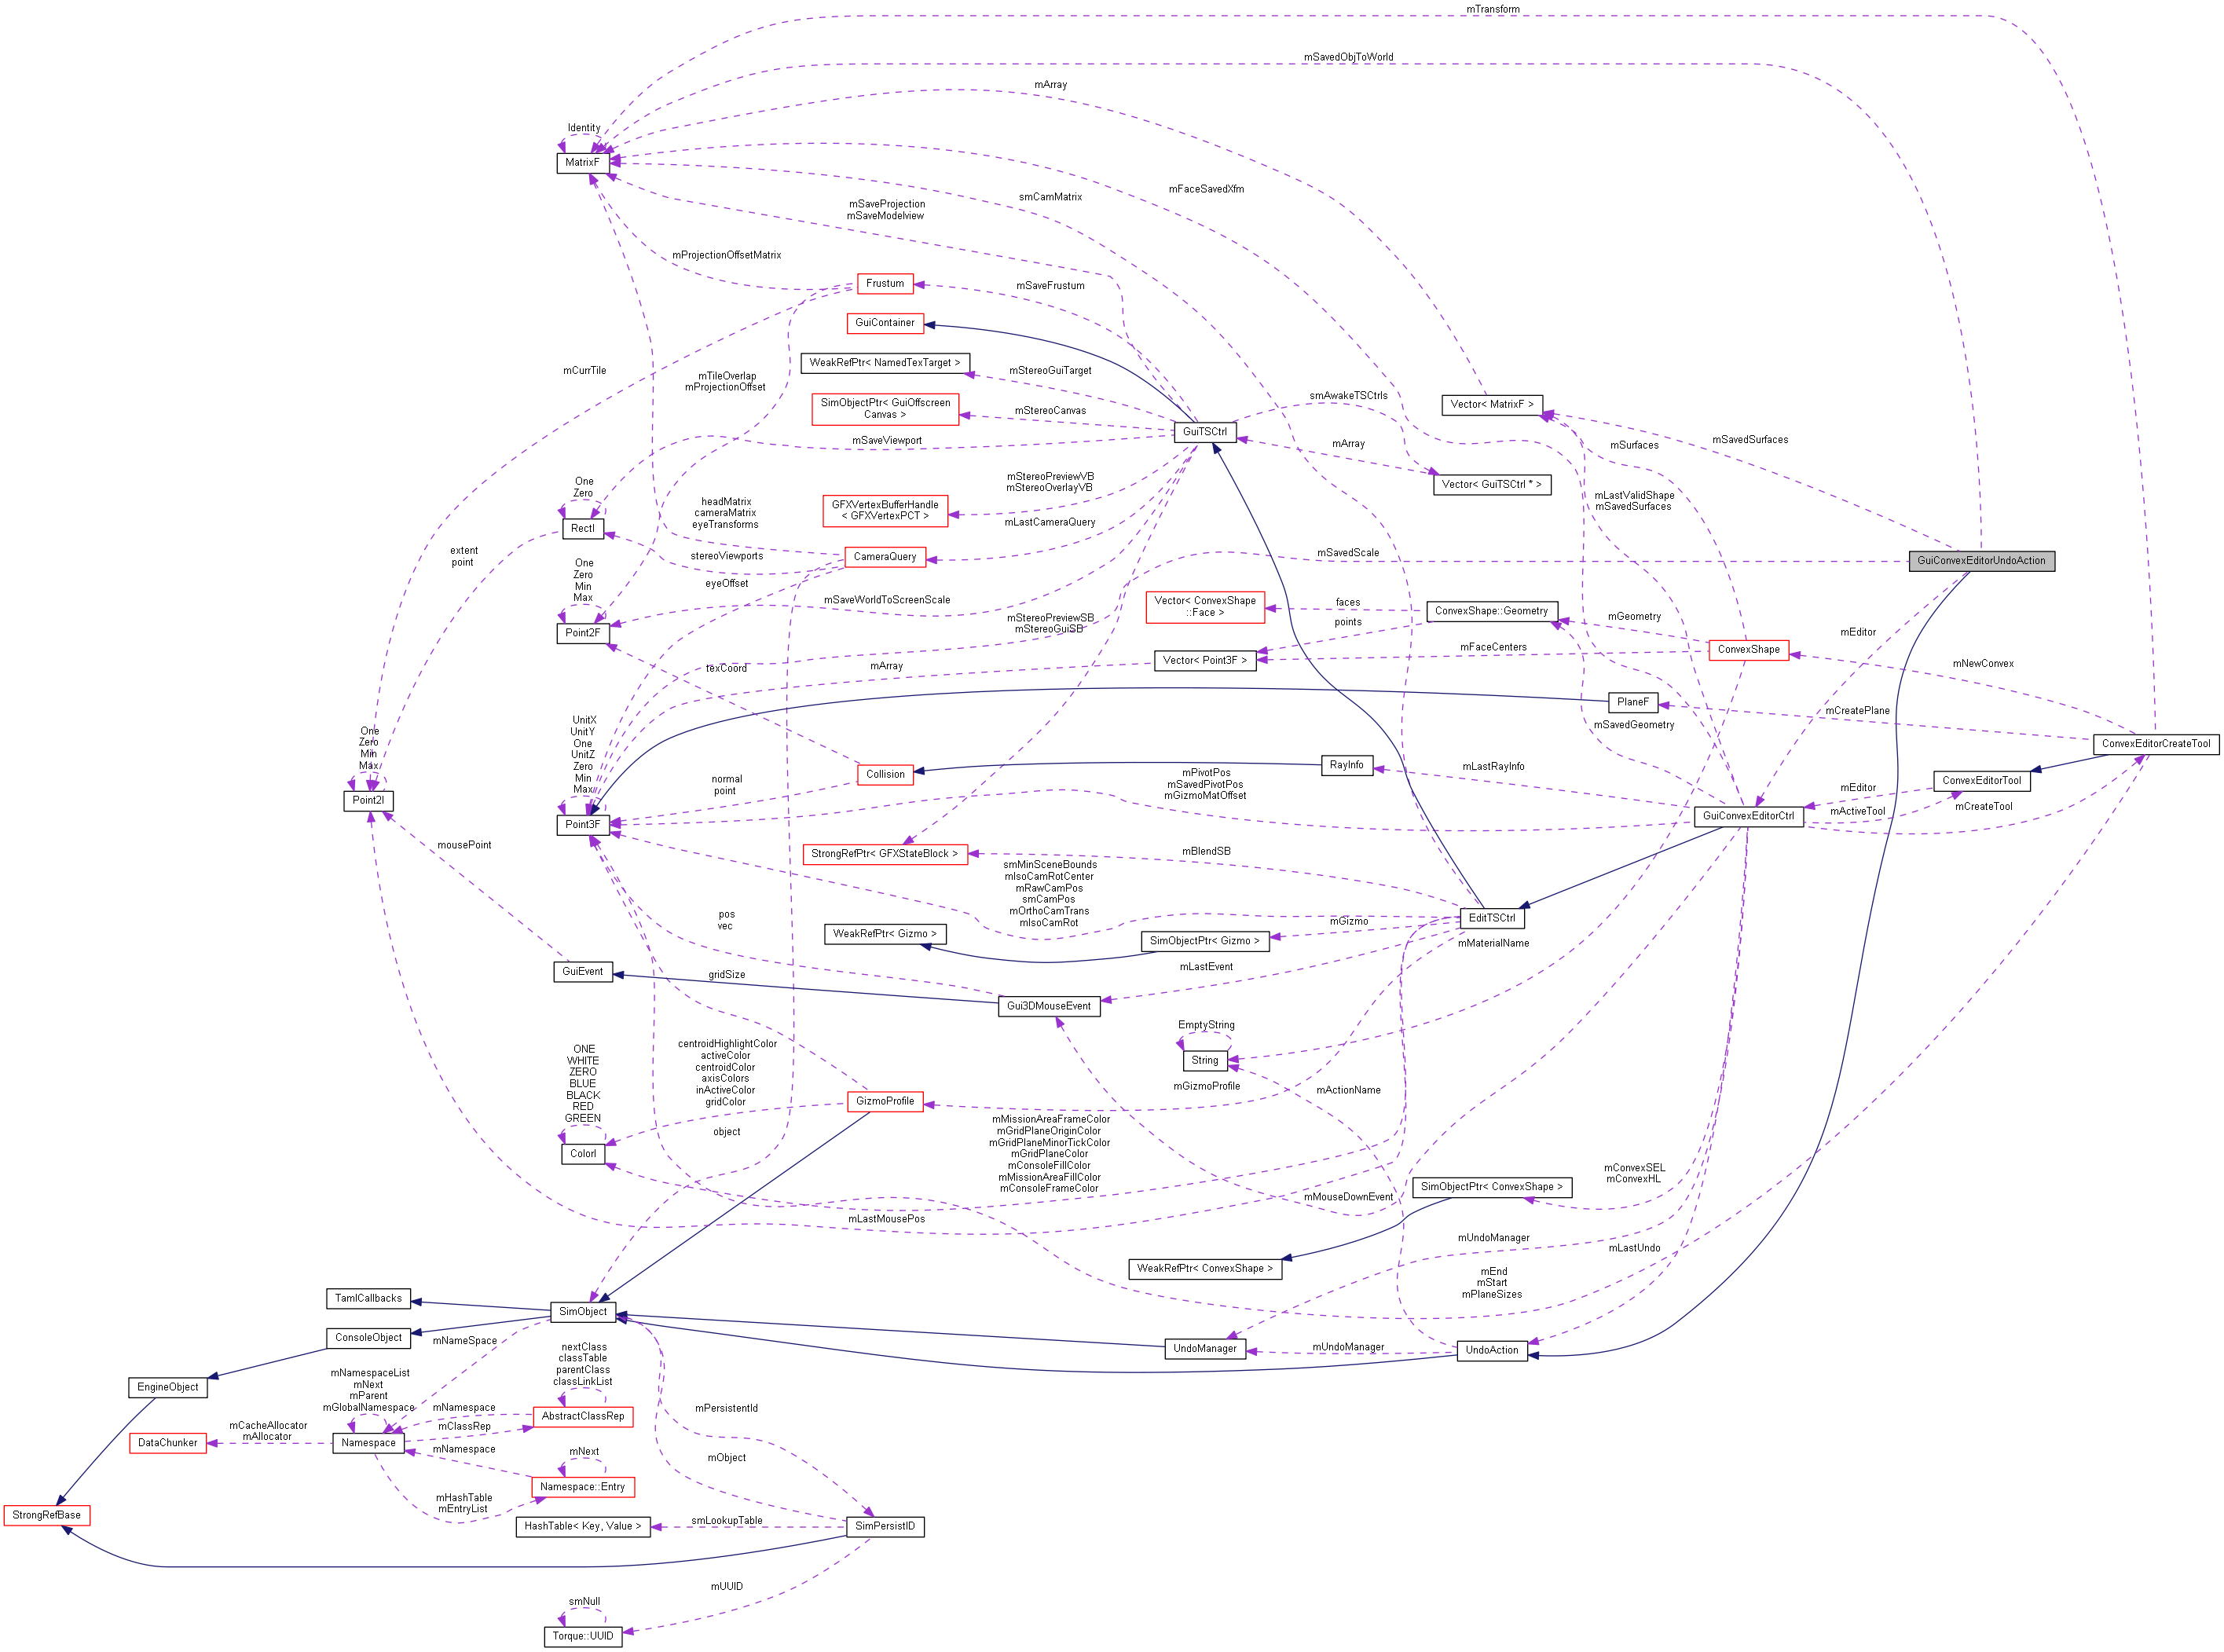 mTransform
mSavedObjToWorld
mArray
Identity
MatrixF
mFaceSavedXfm
smCamMatrix
mSaveProjection
mSaveModelview
mProjectionOffsetMatrix
Frustum
mSaveFrustum
GuiContainer
WeakRefPtr< NamedTexTarget >
mStereoGuiTarget
mCurrTile
mTileOverlap
mProjectionOffset
SimObjectPtr< GuiOffscreen
Canvas >
mStereoCanvas
smAwakeTSCtrls
Vector< MatrixF >
GuiTSCtrl
mSaveViewport
mArray
mSurfaces
mSavedSurfaces
One
Zero
mStereoPreviewVB
mStereoOverlayVB
Vector< GuiTSCtrl * >
mLastValidShape
mSavedSurfaces
headMatrix
cameraMatrix
eyeTransforms
GFXVertexBufferHandle
< GFXVertexPCT >
mLastCameraQuery
RectI
extent
point
stereoViewports
CameraQuery
mSavedScale
GuiConvexEditorUndoAction
One
Zero
Min
Max
eyeOffset
mSaveWorldToScreenScale
Vector< ConvexShape
::Face >
faces
ConvexShape::Geometry
mGeometry
Point2F
mStereoPreviewSB
mStereoGuiSB
points
mEditor
ConvexShape
mFaceCenters
Vector< Point3F >
mArray
texCoord
mNewConvex
PlaneF
mCreatePlane
mSavedGeometry
UnitX
UnitY
One
UnitZ
Zero
Min
Max
One
Zero
Min
Max
ConvexEditorCreateTool
RayInfo
mLastRayInfo
Collision
normal
point
mPivotPos
mSavedPivotPos
mGizmoMatOffset
ConvexEditorTool
mEditor
Point2I
mActiveTool
mCreateTool
GuiConvexEditorCtrl
Point3F
mousePoint
StrongRefPtr< GFXStateBlock >
mBlendSB
smMinSceneBounds
mIsoCamRotCenter
mRawCamPos
smCamPos
mOrthoCamTrans
mIsoCamRot
EditTSCtrl
pos
vec
WeakRefPtr< Gizmo >
SimObjectPtr< Gizmo >
mGizmo
mMaterialName
GuiEvent
gridSize
mLastEvent
Gui3DMouseEvent
EmptyString
String
centroidHighlightColor
activeColor
centroidColor
axisColors
inActiveColor
gridColor
ONE
WHITE
ZERO
BLUE
BLACK
RED
GREEN
GizmoProfile
mGizmoProfile
mActionName
object
ColorI
mMissionAreaFrameColor
mGridPlaneOriginColor
mGridPlaneMinorTickColor
mGridPlaneColor
mConsoleFillColor
mMissionAreaFillColor
mConsoleFrameColor
mConvexSEL
mConvexHL
SimObjectPtr< ConvexShape >
mMouseDownEvent
mLastMousePos
mUndoManager
mLastUndo
WeakRefPtr< ConvexShape >
mEnd
mStart
mPlaneSizes
TamlCallbacks
SimObject
ConsoleObject
mNameSpace
UndoManager
mUndoManager
UndoAction
nextClass
classTable
parentClass
classLinkList
mNamespaceList
mNext
mParent
mGlobalNamespace
EngineObject
mNamespace
AbstractClassRep
mPersistentId
mCacheAllocator
mAllocator
mClassRep
DataChunker
Namespace
mNamespace
mNext
mObject
Namespace::Entry
mHashTable
mEntryList
StrongRefBase
HashTable< Key, Value >
smLookupTable
SimPersistID
mUUID
smNull
Torque::UUID